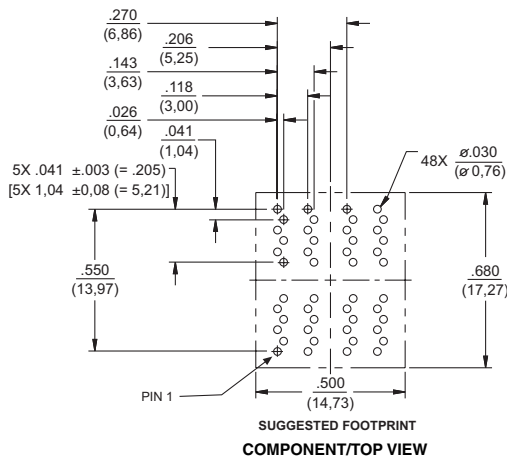 .270
(6,86)
.206
(5,25)
.143
(3,63)
.118
(3,00)
.026
(0,64)
.041
(1,04)
5X .041 ±.003 (= .205)
[5X 1,04 ±0,08 (= 5,21)]
48X ø.030
(ø 0,76)
.550
(13,97)
.680
(17,27)
PIN 1
.500
(14,73)
SUGGESTED FOOTPRINT
COMPONENT/TOP VIEW